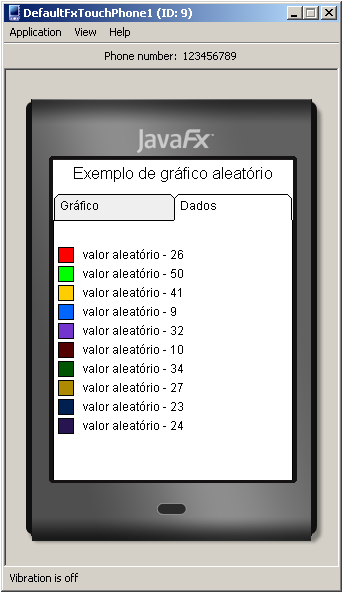 DefaultFxTouchPhone1 (ID: 9)
Application View Help
Phone number: 123456789
JavaFx™
Exemplo de gráfico aleatório
Gráfico Dados
valor aleatório - 26
valor aleatório - 50
valor aleatório - 41
valor aleatório - 9
valor aleatório - 32
valor aleatório - 10
valor aleatório - 34
valor aleatório - 27
valor aleatório - 23
valor aleatório - 24
Vibration is off